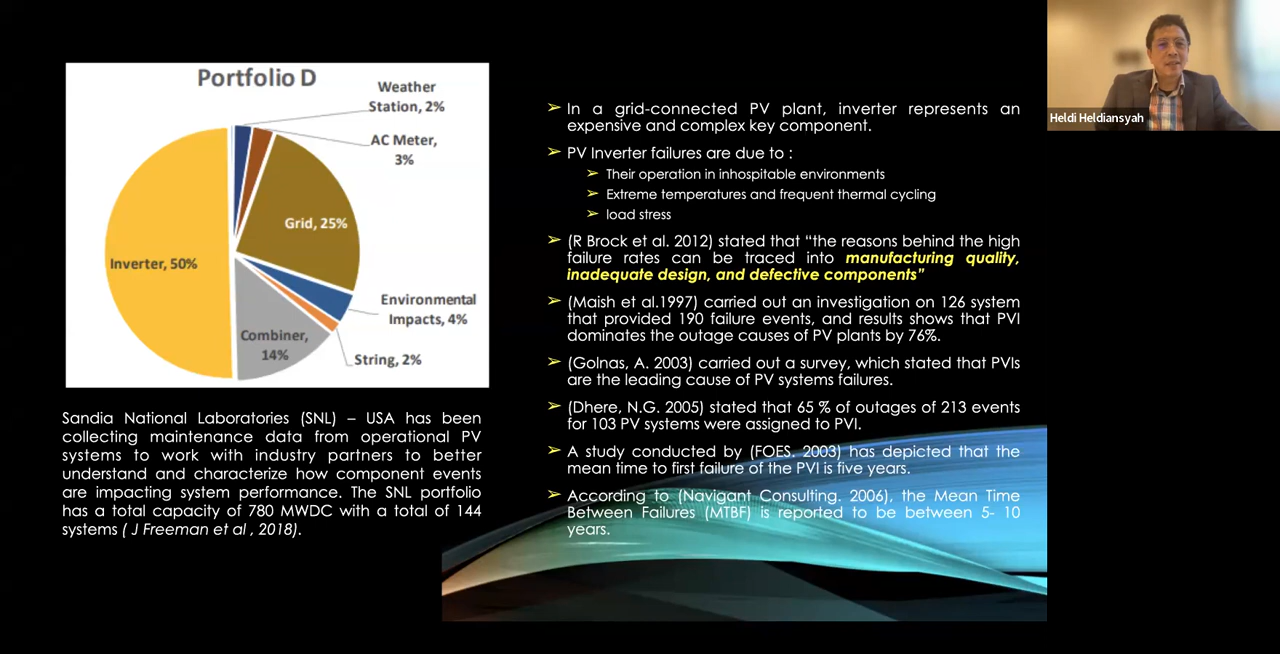 Portfolio D
Weather
Station, 2%
AC Meter,
3%
Grid, 25%
Inverter, 50%
Environmental
Impacts, 4%
Combiner,
14%
String, 2%
Sandia National Laboratories (SNL) – USA has been
collecting maintenance data from operational PV
systems to work with industry partners to better
understand and characterize how component events
are impacting system performance. The SNL portfolio
has a total capacity of 780 MWDC with a total of 144
systems ( J Freeman et al , 2018).
➢ In a grid-connected PV plant, inverter represents an
expensive and complex key component.
➢ PV Inverter failures are due to :
➢ Their operation in inhospitable environments
➢ Extreme temperatures and frequent thermal cycling
➢ load stress
➢ (R Brock et al. 2012) stated that “the reasons behind the high
failure rates can be traced into manufacturing quality,
inadequate design, and defective components”
➢ (Maish et al.1997) carried out an investigation on 126 system
that provided 190 failure events, and results shows that PVI
dominates the outage causes of PV plants by 76%.
➢ (Golnas, A. 2003) carried out a survey, which stated that PVIs
are the leading cause of PV systems failures.
➢ (Dhere, N.G. 2005) stated that 65 % of outages of 213 events
for 103 PV systems were assigned to PVI.
➢ A study conducted by (FOES. 2003) has depicted that the
mean time to first failure of the PVI is five years.
➢ According to (Navigant Consulting. 2006), the Mean Time
Between Failures (MTBF) is reported to be between 5- 10
years.
Heldi Heldiansyah